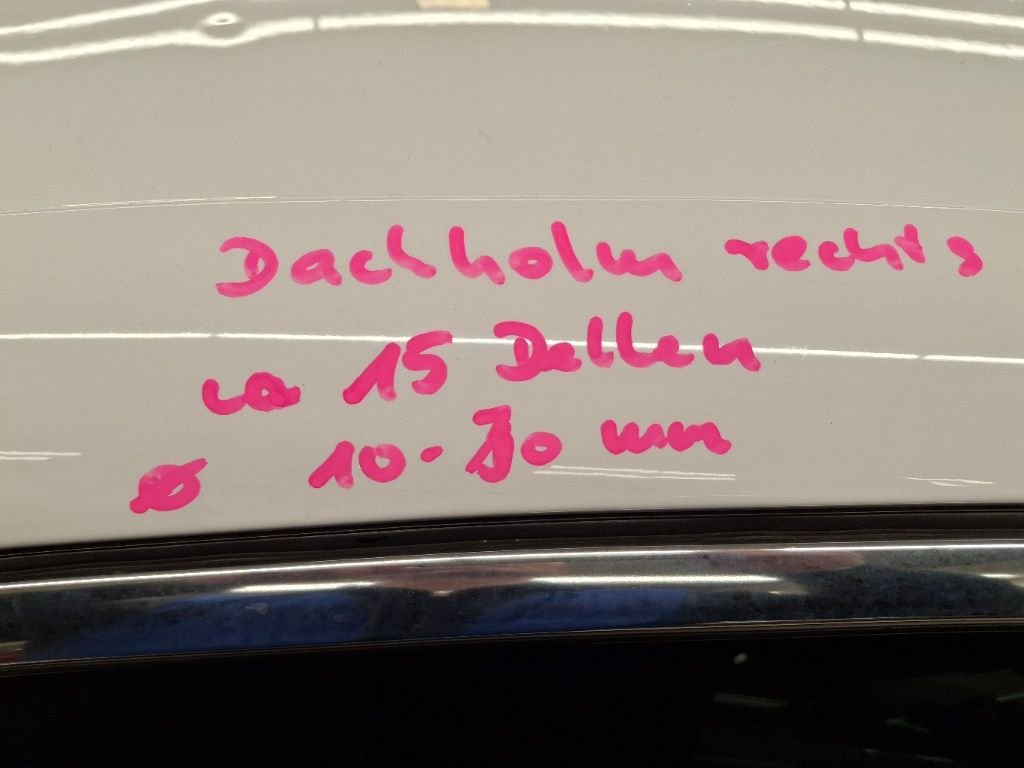 Dachholm rechts
ca 15 Dellen
ø 10-30 mm